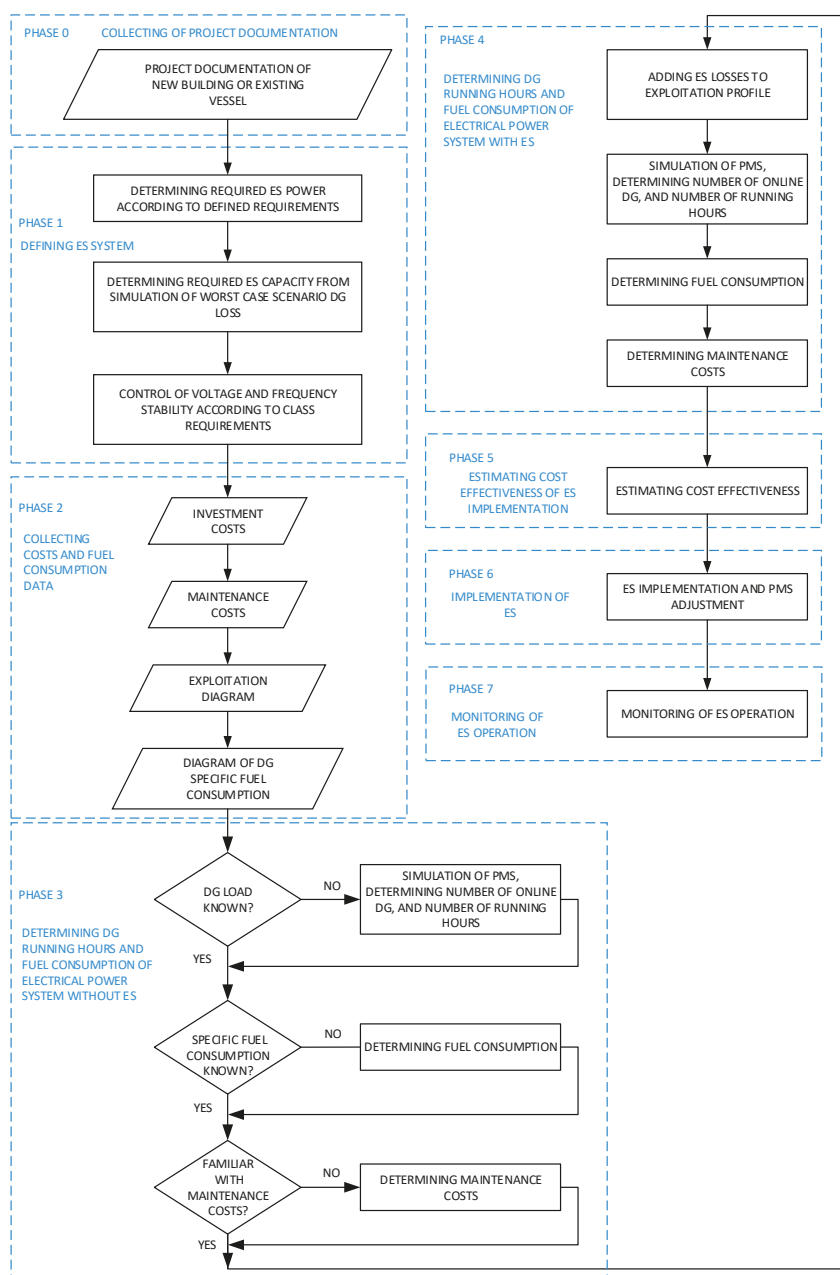 PHASE 0
COLLECTING OF PROJECT DOCUMENTATION
PROJECT DOCUMENTATION OF
NEW BUILDING OR EXISTING
VESSEL
PHASE 1
DEFINING ES SYSTEM
DETERMINING REQUIRED ES POWER
ACCORDING TO DEFINED REQUIREMENTS
DETERMINING REQUIRED ES CAPACITY FROM
SIMULATION OF WORST CASE SCENARIO DG
LOSS
CONTROL OF VOLTAGE AND FREQUENCY
STABILITY ACCORDING TO CLASS
REQUIREMENTS
PHASE 2
COLLECTING
COSTS AND FUEL
CONSUMPTION
DATA
INVESTMENT
COSTS
MAINTENANCE
COSTS
EXPLOITATION
DIAGRAM
DIAGRAM OF DG
SPECIFIC FUEL
CONSUMPTION
PHASE 3
DETERMINING DG
RUNNING HOURS AND
FUEL CONSUMPTION OF
ELECTRICAL POWER
SYSTEM WITHOUT ES
DG LOAD
KNOWN?
NO
SIMULATION OF PMS,
DETERMINING NUMBER OF ONLINE
DG, AND NUMBER OF RUNNING
HOURS
YES
SPECIFIC FUEL
CONSUMPTION
KNOWN?
NO
DETERMINING FUEL CONSUMPTION
YES
FAMILIAR
WITH
MAINTENANCE
COSTS?
NO
DETERMINING MAINTENANCE
COSTS
YES
PHASE 4
DETERMINING DG
RUNNING HOURS AND
FUEL CONSUMPTION OF
ELECTRICAL POWER
SYSTEM WITH ES
ADDING ES LOSSES TO
EXPLOITATION PROFILE
SIMULATION OF PMS,
DETERMINING NUMBER OF ONLINE
DG, AND NUMBER OF RUNNING
HOURS
DETERMINING FUEL CONSUMPTION
DETERMINING MAINTENANCE
COSTS
PHASE 5
ESTIMATING COST
EFFECTIVENESS OF ES
IMPLEMENTATION
ESTIMATING COST EFFECTIVENESS
PHASE 6
IMPLEMENTATION OF
ES
ES IMPLEMENTATION AND PMS
ADJUSTMENT
PHASE 7
MONITORING OF
ES OPERATION
MONITORING OF ES OPERATION